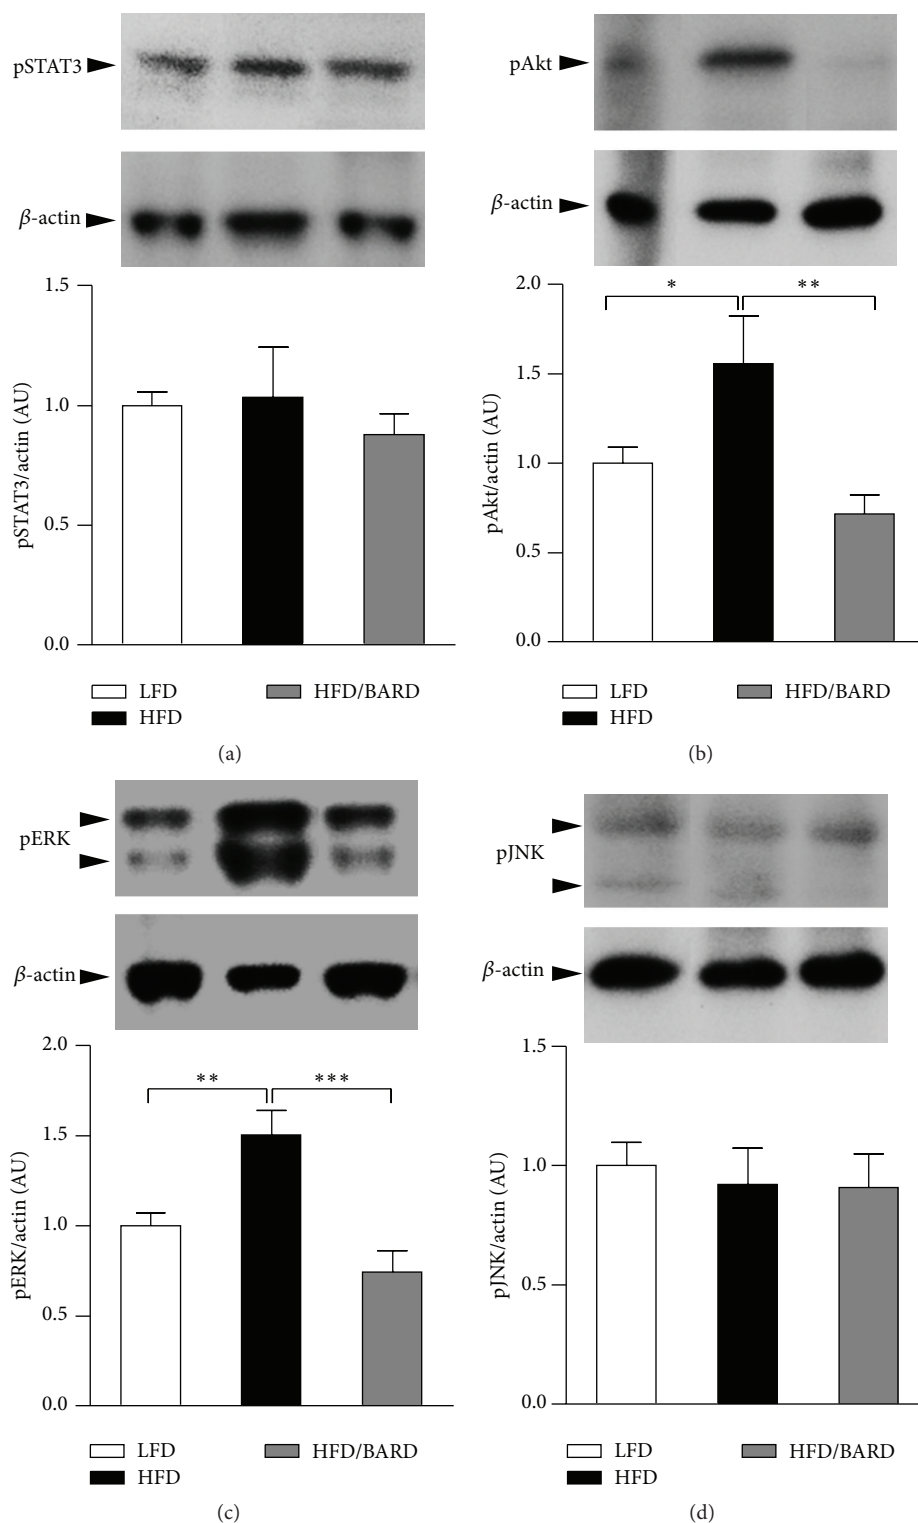 pSTAT3
β-actin
1.5
1.0
0.5
0.0
pSTAT3/actin (AU)
LFD
HFD/BARD
HFD
(a)
pAkt
β-actin
2.0
1.5
1.0
0.5
0.0
pAkt/actin (AU)
* **
LFD
HFD/BARD
HFD
(b)
pERK
β-actin
2.0
1.5
1.0
0.5
0.0
pERK/actin (AU)
** ***
LFD
HFD/BARD
HFD
(c)
pJNK
β-actin
1.5
1.0
0.5
0.0
pJNK/actin (AU)
LFD
HFD/BARD
HFD
(d)